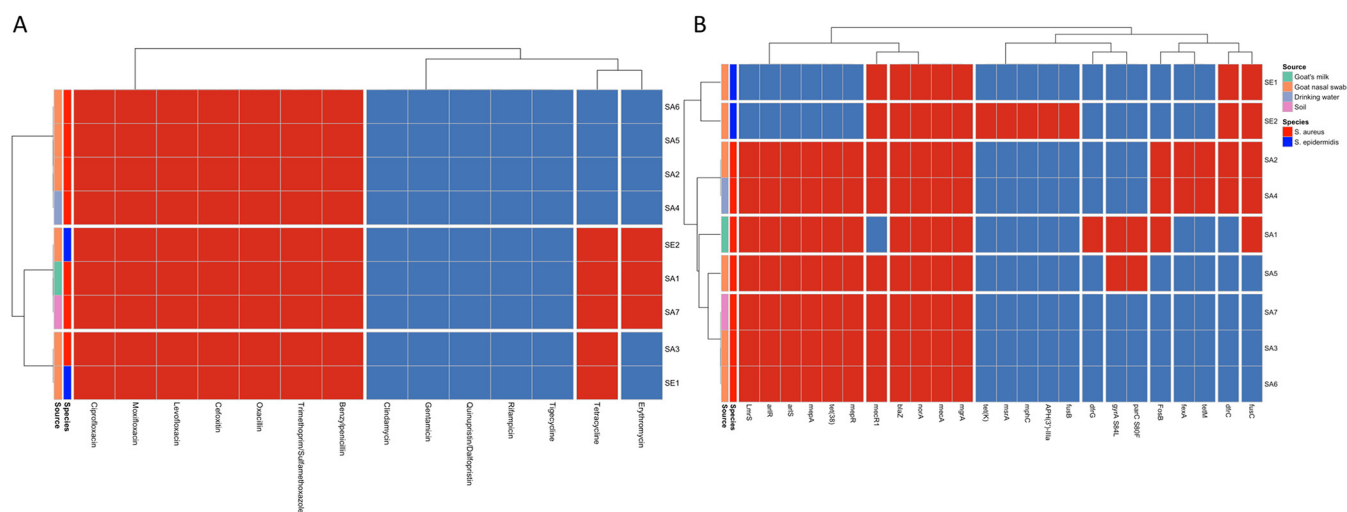 A
SA6
SA5
SA2
SA4
SE2
SA1
SA7
SA3
SE1
Source
Species
Ciprofloxacin
Moxifloxacin
Levofloxacin
Cefoxitin
Oxacillin
Trimethoprim/Sulfamethoxazole
Benzylpenicillin
Clindamycin
Gentamicin
Quinupristin/Dalfopristin
Rifampicin
Tigecycline
Tetracycline
Erythromycin
B
SE1
SE2
SA2
SA4
SA1
SA5
SA7
SA3
SA6
Source
Species
LmrS
arlR
arlS
mepA
tet(38)
mepR
mecR1
blaZ
norA
mecA
mgrA
tet(K)
msrA
mphC
APH(3')-IIIa
fusB
dfrG
gyrA S84L
parC S80F
FosB
fexA
tetM
dfrC
fusC
Source
Goat's milk
Goat nasal swab
Drinking water
Soil
Species
S. aureus
S. epidermidis